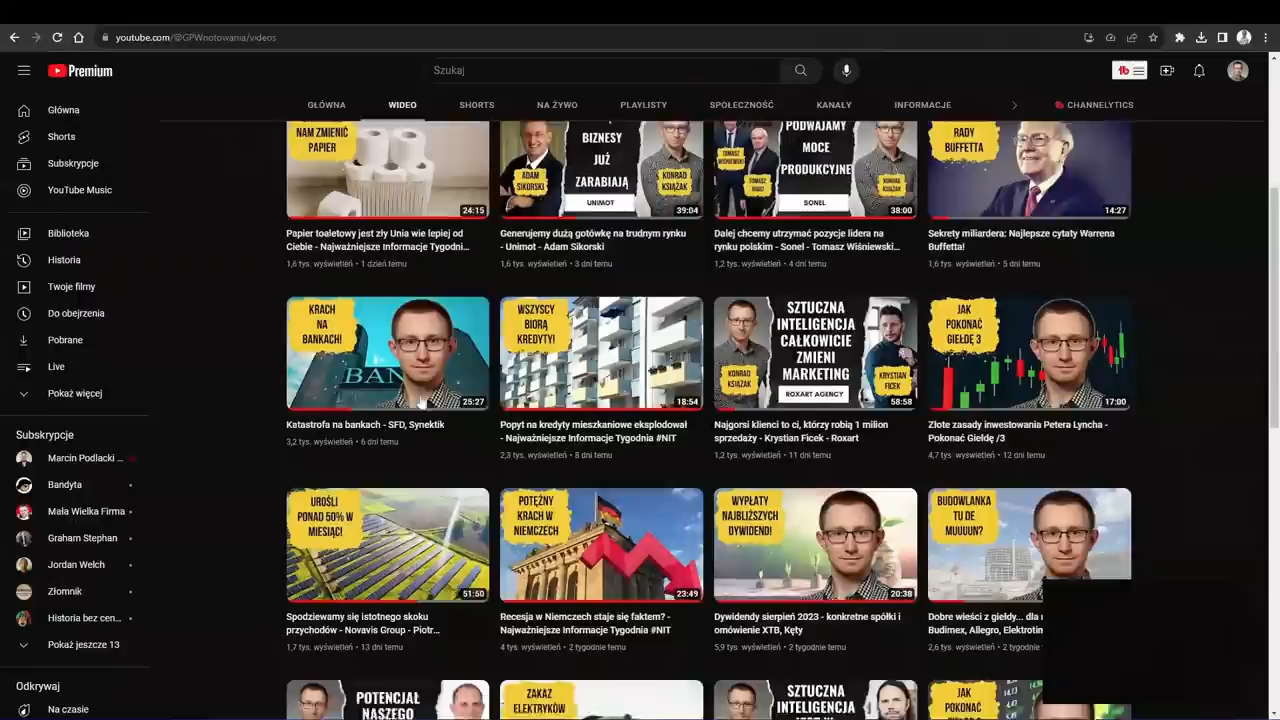 youtube.com/@GPWnotowania/videos
Premium
Szukaj
GŁÓWNA
WIDEO
SHORTS
NA ŻYWO
PLAYLISTY
SPOŁECZNOŚĆ
KANAŁY
INFORMACJE
CHANNELYTICS
Główna
Shorts
Subskrypcje
YouTube Music
Biblioteka
Historia
Twoje filmy
Do obejrzenia
Pobrane
Live
Pokaż więcej
Subskrypcje
Marcin Podlacki ...
Bandyta
Mała Wielka Firma
Graham Stephan
Jordan Welch
Złomnik
Historia bez cen...
Pokaż jeszcze 13
Odkrywaj
Na czasie
NAM ZMIENIĆ
PAPIER
24:15
Papier toaletowy jest zły Unia wie lepiej od
Ciebie - Najważniejsze Informacje Tygodni...
1,6 tys. wyświetleń • 1 dzień temu
BIZNESY
JUŻ
ZARABIAJĄ
ADAM
SIKORSKI
KONRAD
KSIĄŻAK
UNIMOT
39:04
Generujemy dużą gotówkę na trudnym rynku
- Unimot - Adam Sikorski
1,6 tys. wyświetleń • 3 dni temu
PODWAJAMY
MOCE
PRODUKCYJNE
TOMASZ
WIŚNIEWSKI
TOMASZ
KONRAD
KSIĄŻAK
SONEL
38:00
Dalej chcemy utrzymać pozycje lidera na
rynku polskim - Sonel - Tomasz Wiśniewski...
1,2 tys. wyświetleń • 4 dni temu
RADY
BUFFETTA
14:27
Sekrety miliardera: Najlepsze cytaty Warrena
Buffetta!
1,6 tys. wyświetleń • 5 dni temu
KRACH
NA
BANKACH!
BAN
25:27
Katastrofa na bankach - SFD, Synektik
3,2 tys. wyświetleń • 6 dni temu
WSZYSCY
BIORĄ
KREDYTY!
18:54
Popyt na kredyty mieszkaniowe eksplodował
- Najważniejsze Informacje Tygodnia #NIT
2,3 tys. wyświetleń • 8 dni temu
SZTUCZNA
INTELIGENCJA
CAŁKOWICIE
ZMIENI
MARKETING
KONRAD
KSIĄŻAK
KRYSTIAN
FICEK
ROXART AGENCY
58:58
Najgorsi klienci to ci, którzy robią 1 milion
sprzedaży - Krystian Ficek - Roxart
1,2 tys. wyświetleń • 11 dni temu
JAK
POKONAĆ
GIEŁDĘ 3
17:00
Złote zasady inwestowania Petera Lyncha -
Pokonać Giełdę /3
4,7 tys. wyświetleń • 12 dni temu
UROŚLI
PONAD 50% W
MIESIĄC!
51:50
Spodziewamy się istotnego skoku
przychodów - Novavis Group - Piotr...
1,7 tys. wyświetleń • 13 dni temu
POTĘŻNY
KRACH W
NIEMCZECH
23:49
Recesja w Niemczech staje się faktem? -
Najważniejsze Informacje Tygodnia #NIT
4 tys. wyświetleń • 2 tygodnie temu
WYPŁATY
NAJBLIŻSZYCH
DYWIDEND!
20:38
Dywidendy sierpień 2023 - konkretne spółki i
omówienie XTB, Kęty
5,9 tys. wyświetleń • 2 tygodnie temu
BUDOWLANKA
TU DE
MUUUUN?
Dobre wieści z giełdy... dla
Budimex, Allegro, Elektrotim
2,6 tys. wyświetleń • 2 tygodnie
POTENCJAŁ
NASZEGO
ZAKAZ
ELEKTRYKÓW
SZTUCZNA
INTELIGENCJA
JAK
POKONAĆ